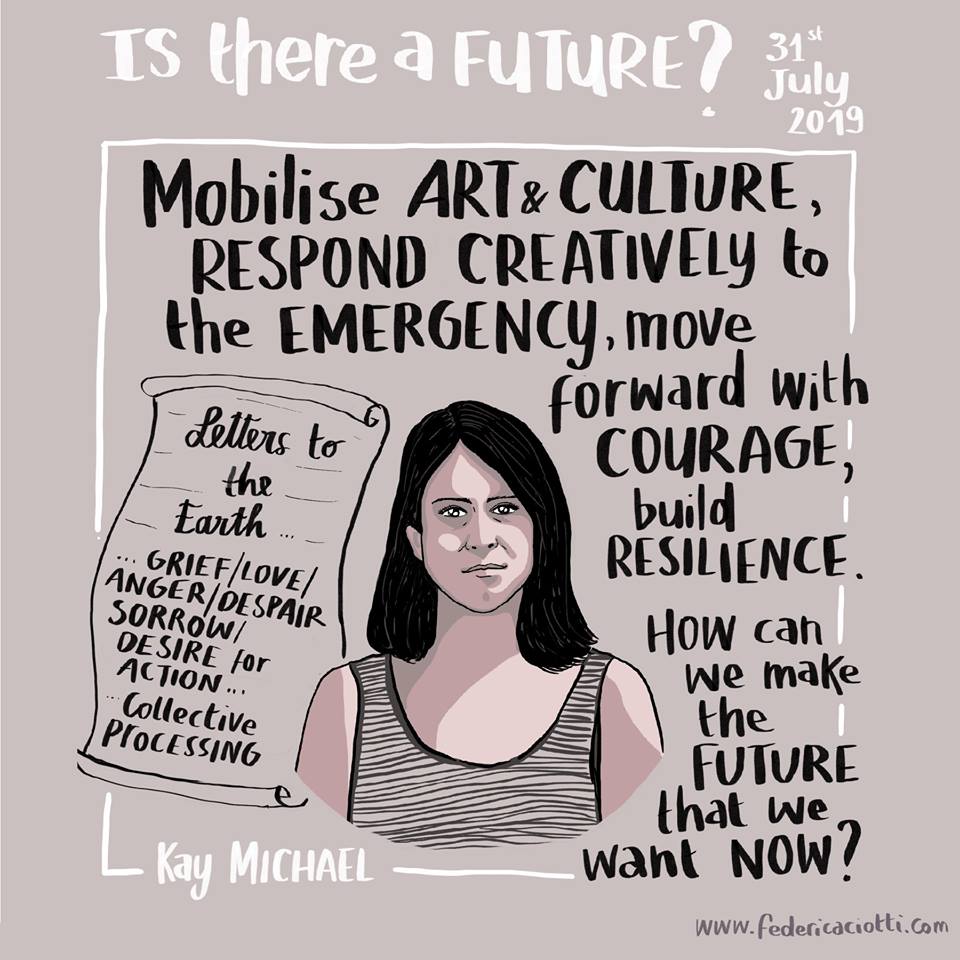 Is there a FUTURE?
31st
July
2019
Mobilise ART & CULTURE,
RESPOND CREATIVELY to
the EMERGENCY, move
forward with
COURAGE,
build
RESILIENCE.
HOW can
we make
the
FUTURE
that we
want NOW?
Letters to
the
Earth ...
... GRIEF/LOVE/
ANGER/DESPAIR
SORROW/
DESIRE for
ACTION...
...Collective
PROCESSING
Kay MICHAEL
www.federicaciotti.com